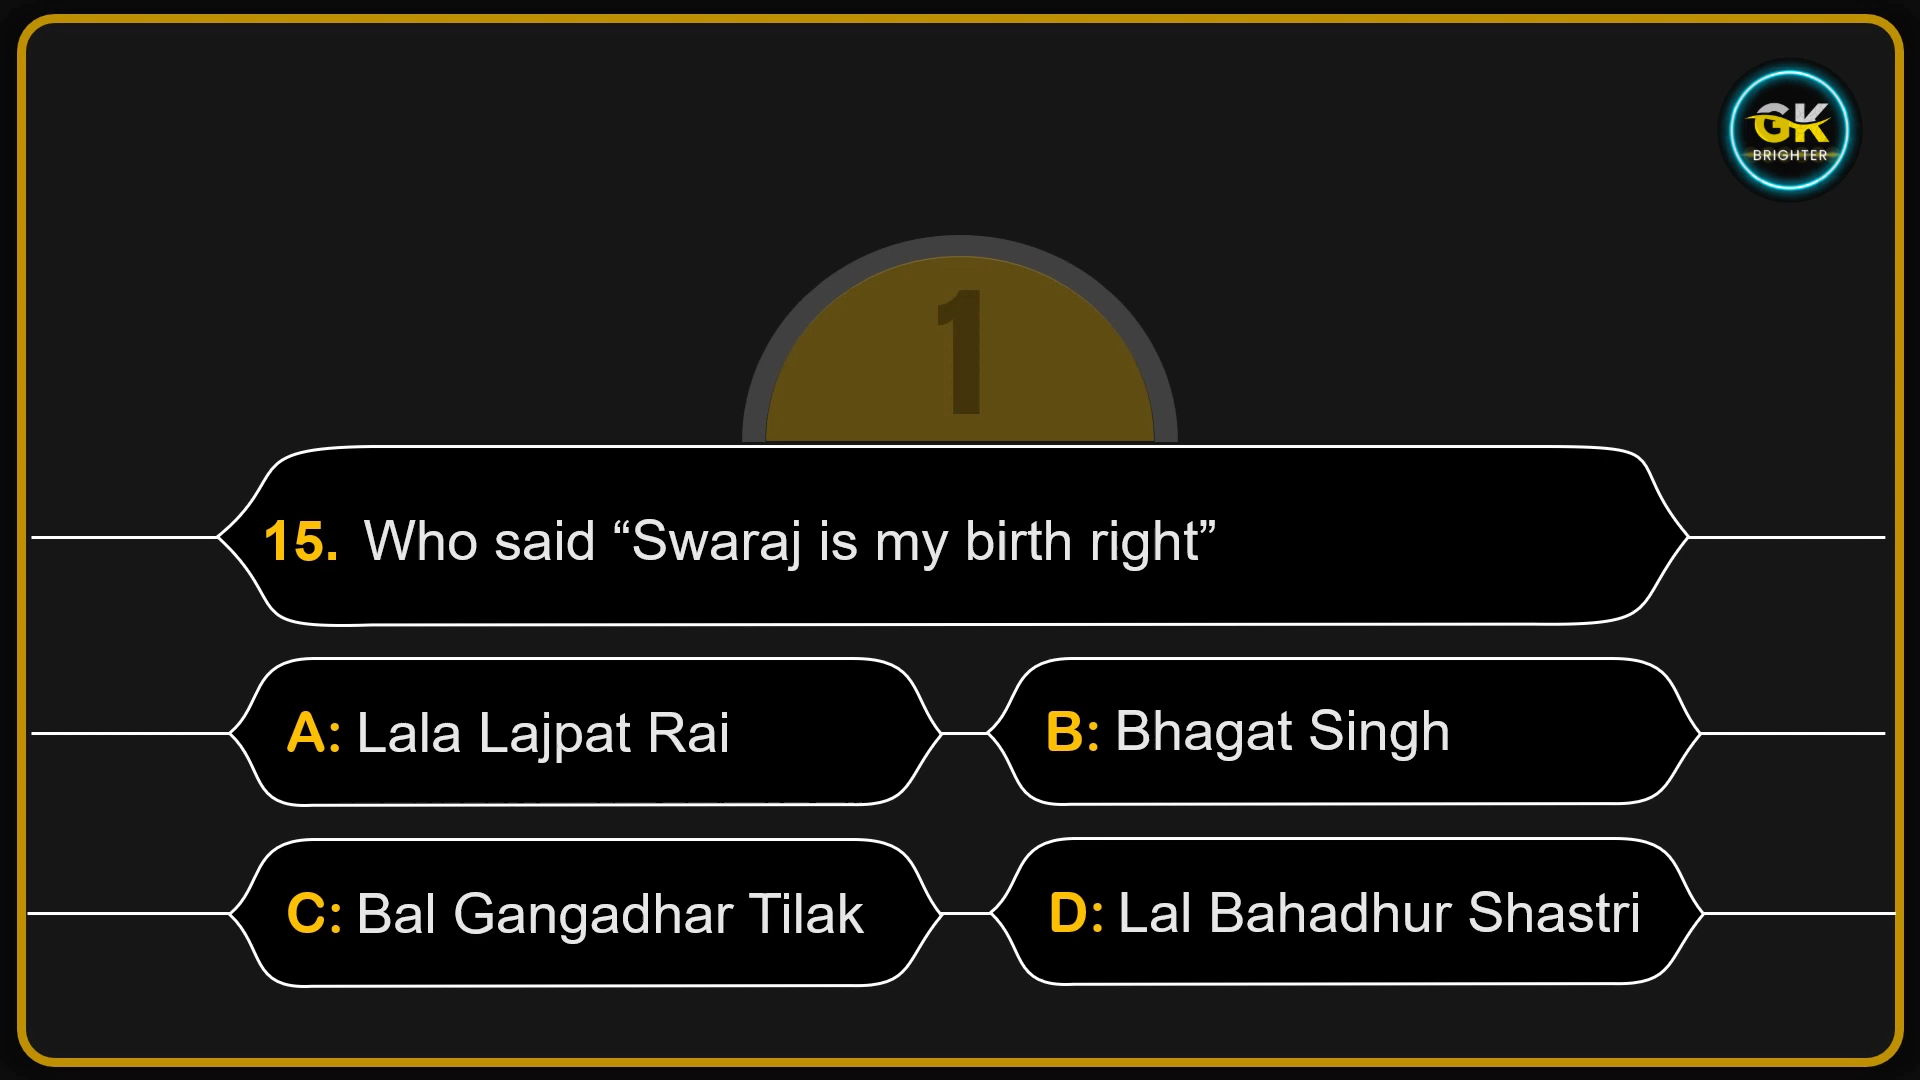 GK
BRIGHTER
1
15. Who said “Swaraj is my birth right”
A: Lala Lajpat Rai
B: Bhagat Singh
C: Bal Gangadhar Tilak
D: Lal Bahadhur Shastri